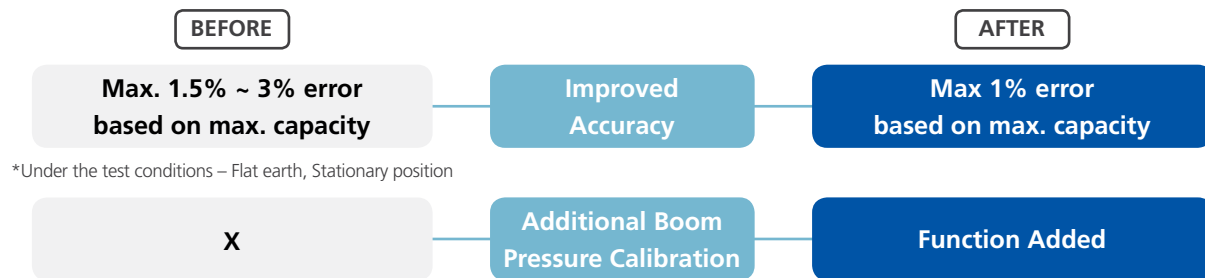 BEFORE
AFTER
Max. 1.5% ~ 3% error
based on max. capacity
Improved
Accuracy
Max 1% error
based on max. capacity
*Under the test conditions – Flat earth, Stationary position
X
Additional Boom
Pressure Calibration
Function Added